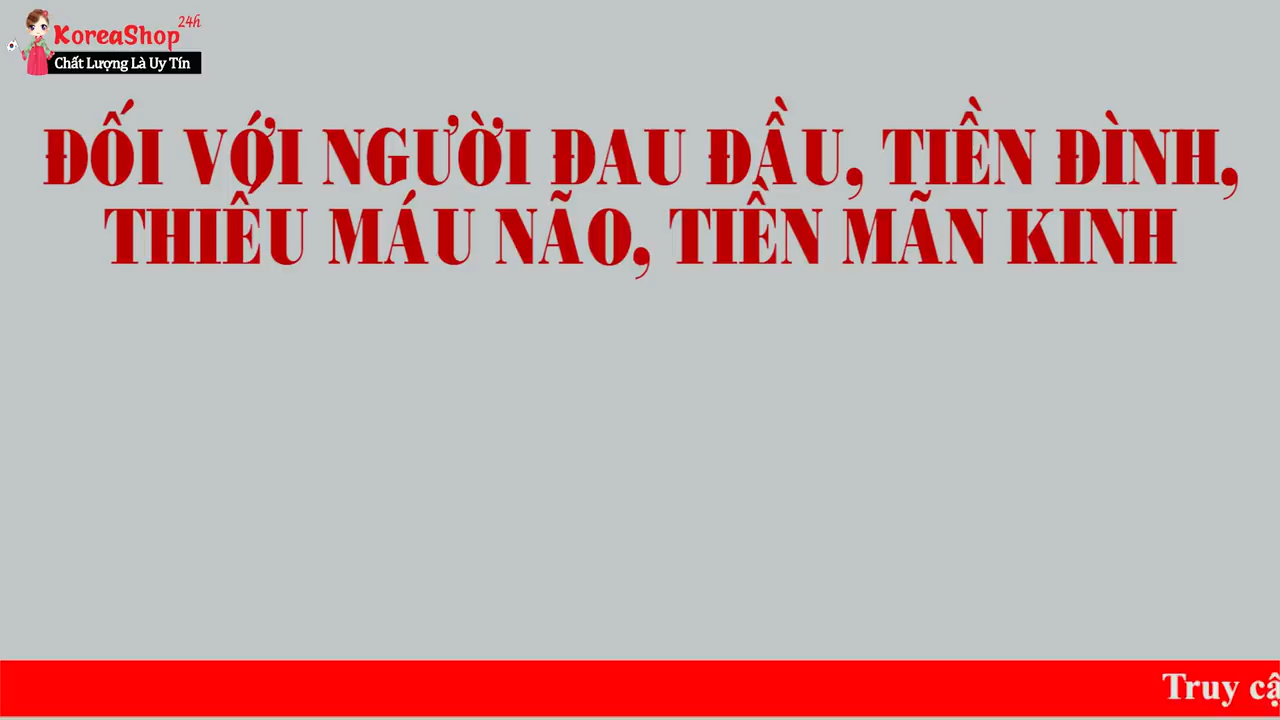 KoreaShop 24h
Chất Lượng Là Uy Tín
ĐỐI VỚI NGƯỜI ĐAU ĐẦU, TIỀN ĐÌNH,
THIẾU MÁU NÃO, TIỀN MÃN KINH
Truy